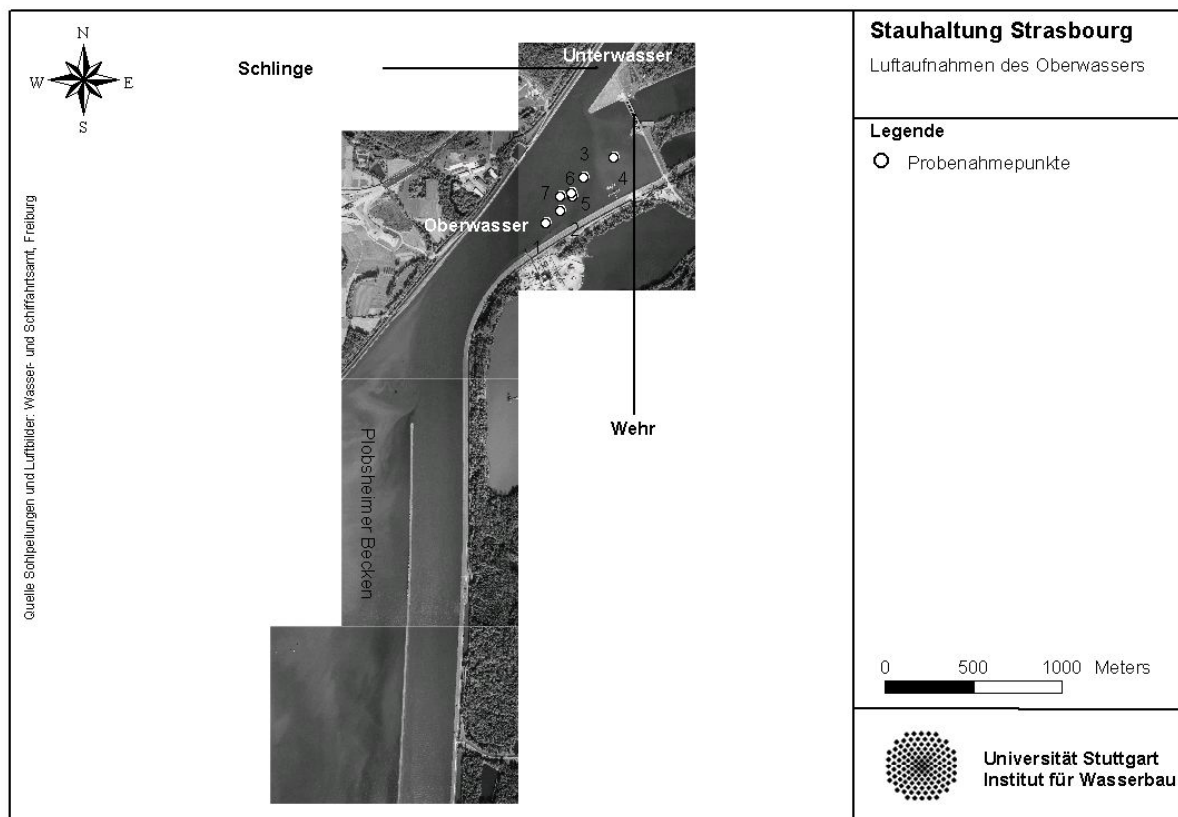 N
W
E
S
Schlinge
Unterwasser
3
4
6
7
5
Oberwasser
2
1
Wehr
Plobsheimer Becken
Quelle Sohlpeilungen und Luftbilder: Wasser- und Schiffahrtsamt, Freiburg
Stauhaltung Strasbourg
Luftaufnahmen des Oberwassers
Legende
Probenahmepunkte
0 500 1000 Meters
Universität Stuttgart
Institut für Wasserbau